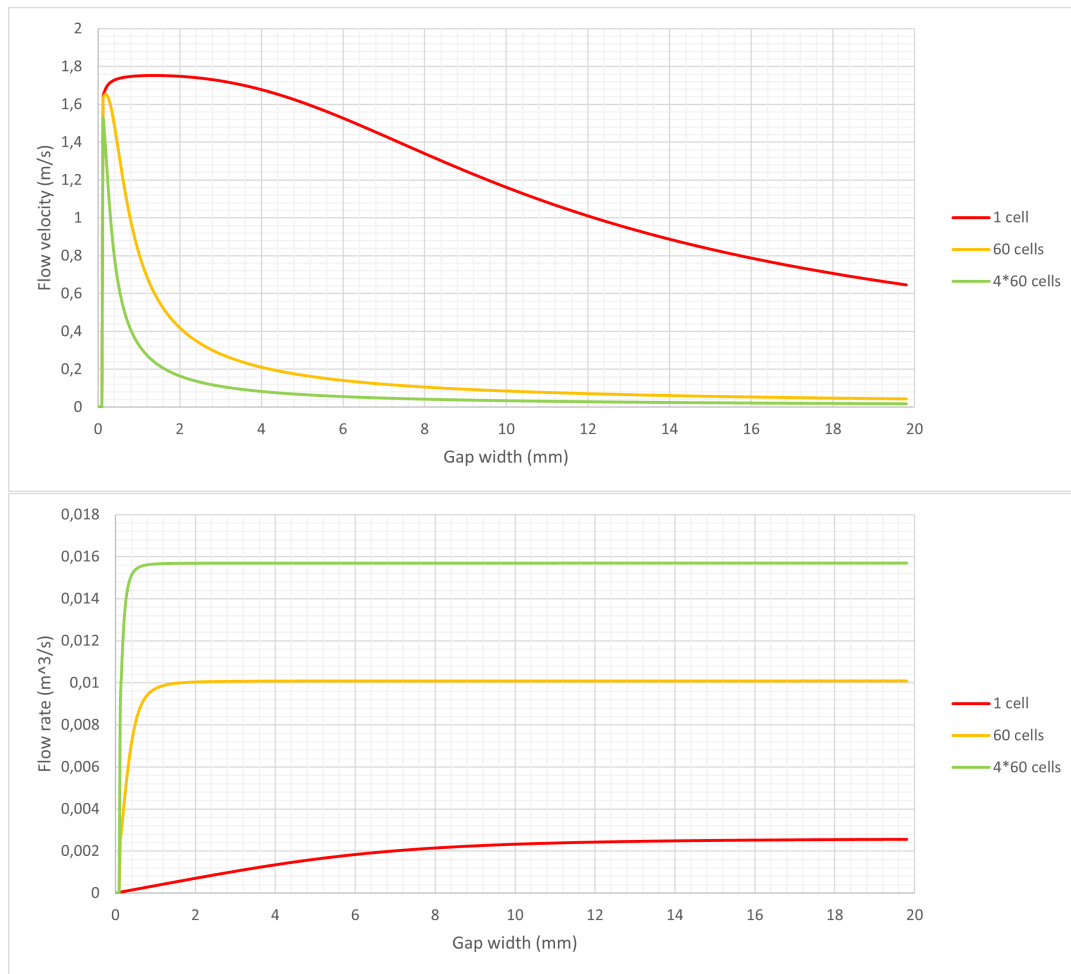 2
1,8
1,6
1,4
1,2
1
0,8
0,6
0,4
0,2
0
Flow velocity (m/s)
0 2 4 6 8 10 12 14 16 18 20
Gap width (mm)
1 cell
60 cells
4*60 cells
0,018
0,016
0,014
0,012
0,01
0,008
0,006
0,004
0,002
0
Flow rate (m^3/s)
0 2 4 6 8 10 12 14 16 18 20
Gap width (mm)
1 cell
60 cells
4*60 cells